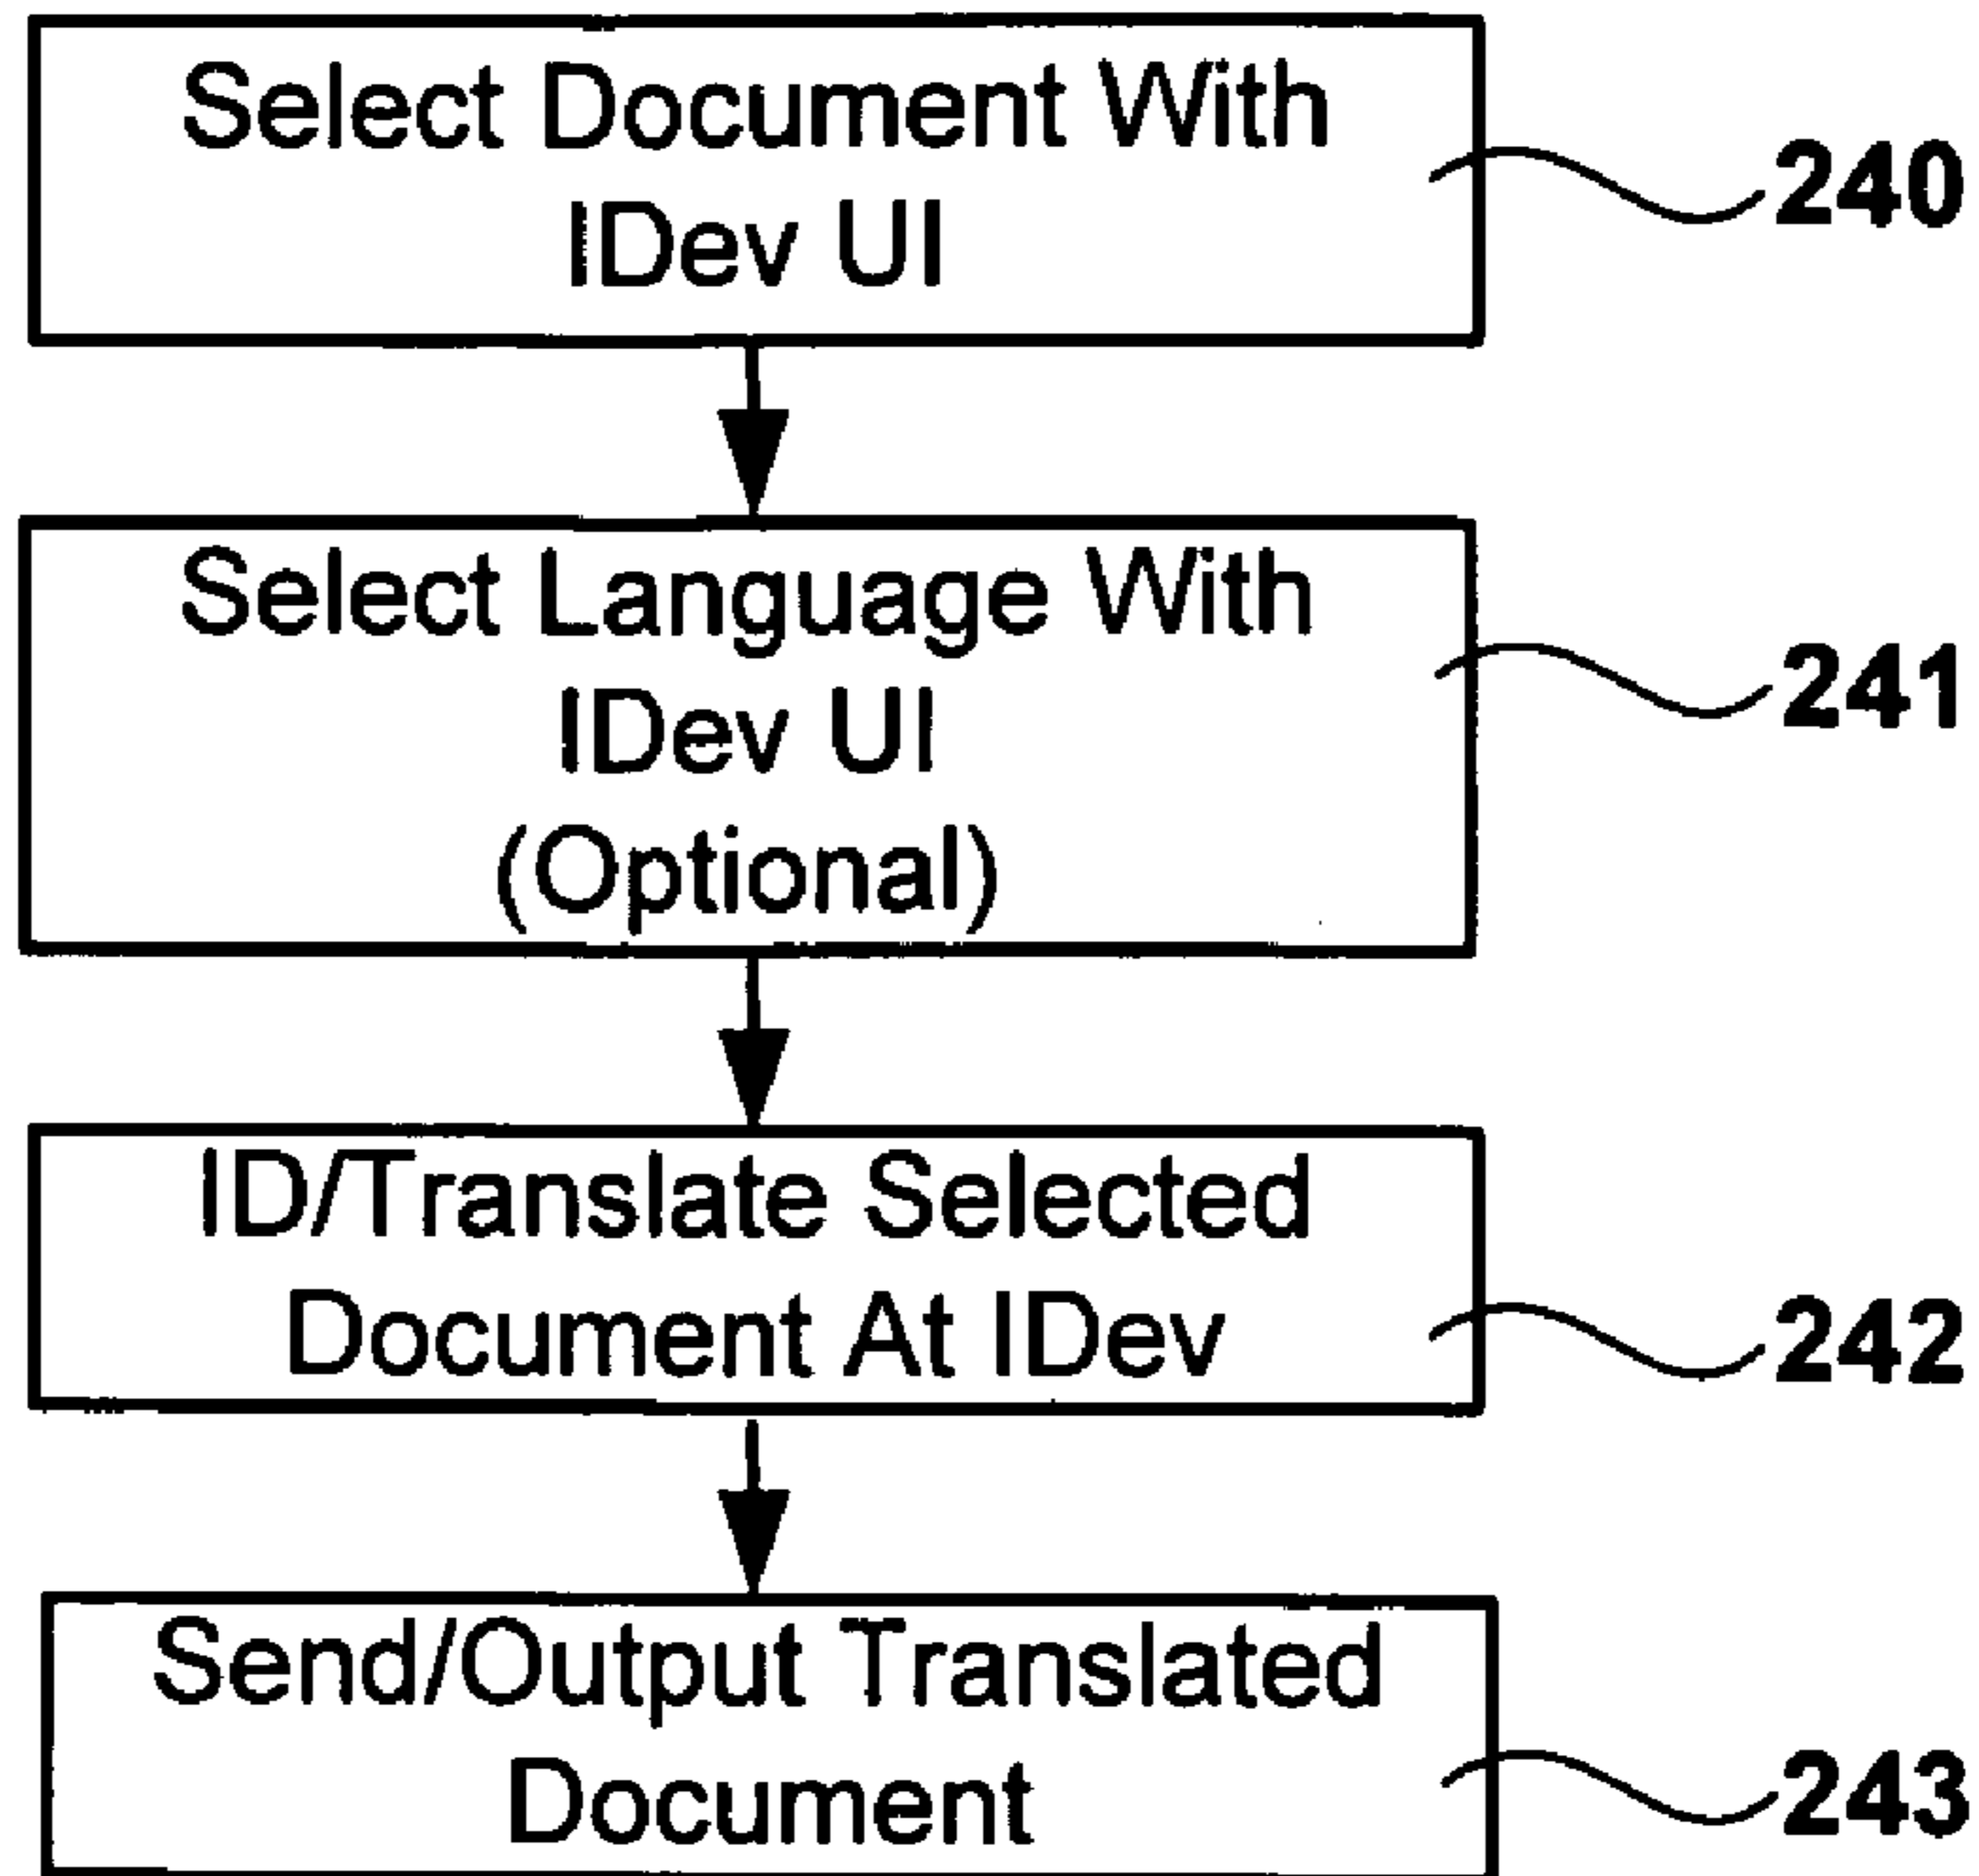 Select Document With
IDev UI
240
Select Language With
IDev UI
(Optional)
241
ID/Translate Selected
Document At IDev
242
Send/Output Translated
Document
243